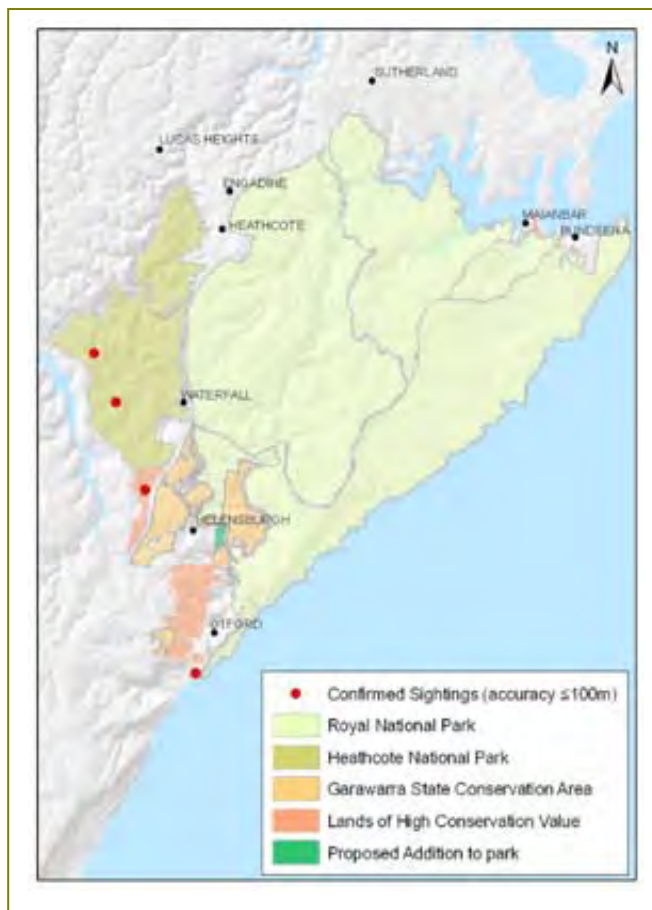 N
SUTHERLAND
LUCAS HEIGHTS
ENGADINE
HEATHCOTE
MAIANBAR
BUNDEENA
WATERFALL
HELENSBURGH
OTFORD
Confirmed Sightings (accuracy ≤100m)
Royal National Park
Heathcote National Park
Garawarra State Conservation Area
Lands of High Conservation Value
Proposed Addition to park